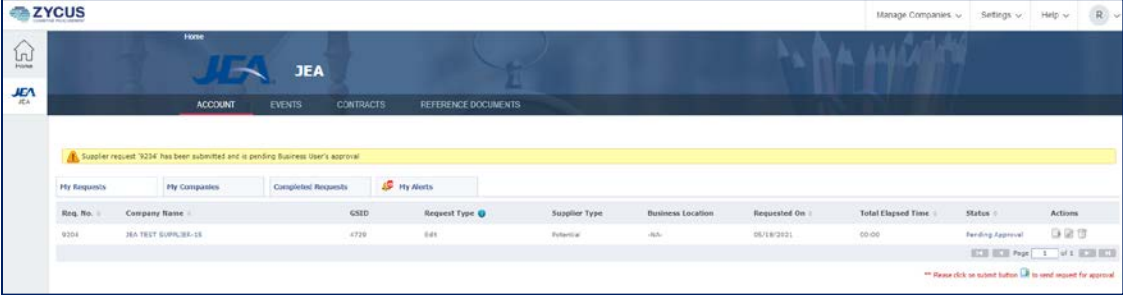 ZYCUS
Manage Companies Settings Help R
Home
Home
JEA JEA
JEA
JEA
ACCOUNT EVENTS CONTRACTS REFERENCE DOCUMENTS
Supplier request '9234' has been submitted and is pending Business User's approval
My Requests My Companies Completed Requests My Alerts
Req. No. Company Name GSID Request Type Supplier Type Business Location Requested On Total Elapsed Time Status Actions
JEA TEST SUPPLIER-15 4729 Edit Potential -NA- 05/19/2021 00:00 Pending Approval
Page 1 of 1
** Please click on submit button to send request for approval